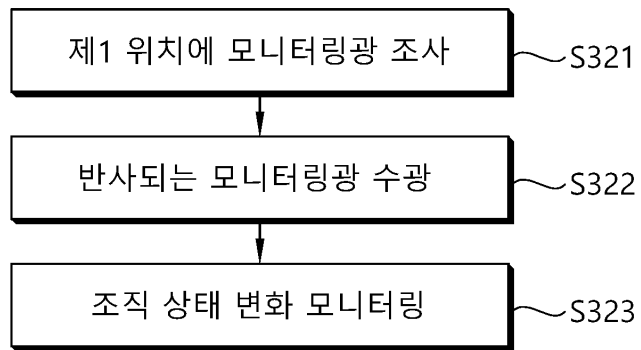 제1 위치에 모니터링광 조사
S321
반사되는 모니터링광 수광
S322
조직 상태 변화 모니터링
S323